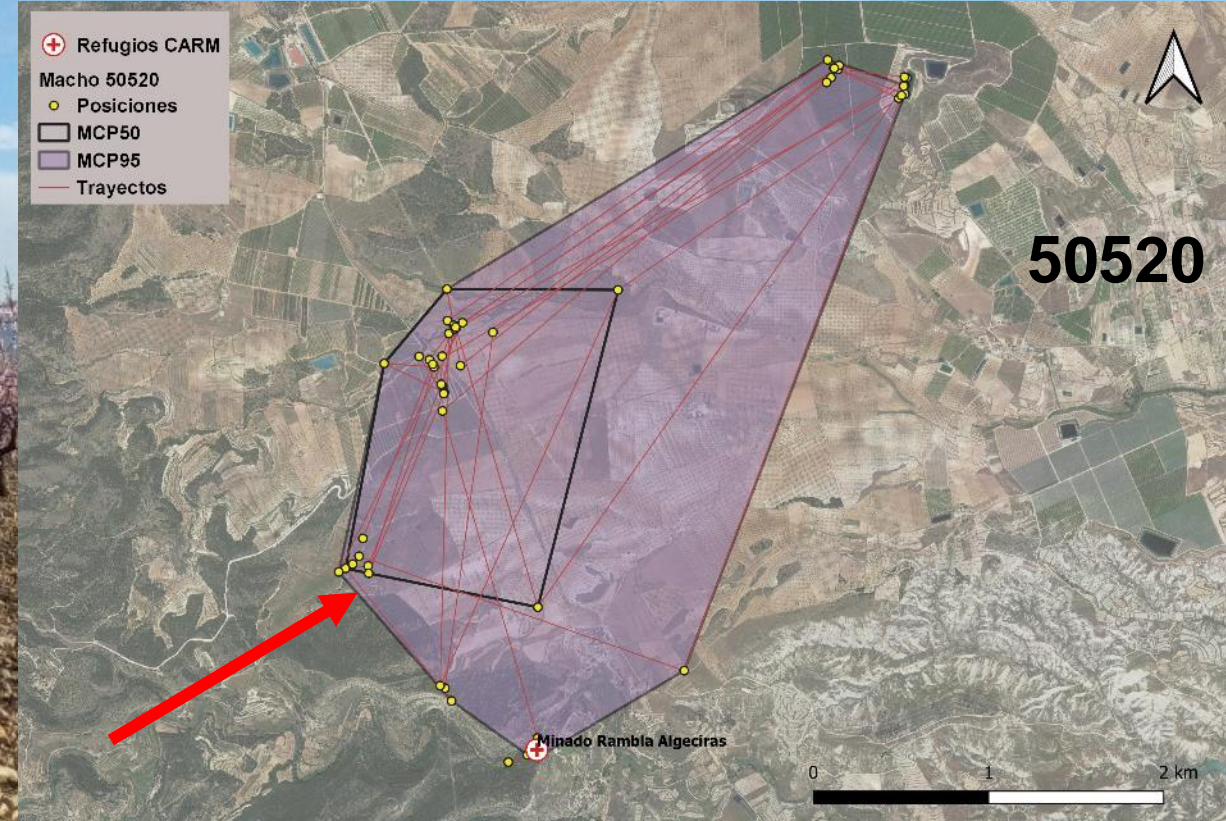 Refugios CARM
Macho 50520
Posiciones
MCP50
MCP95
Trayectos
50520
Minado Rambla Algeciras
0 1 2 km